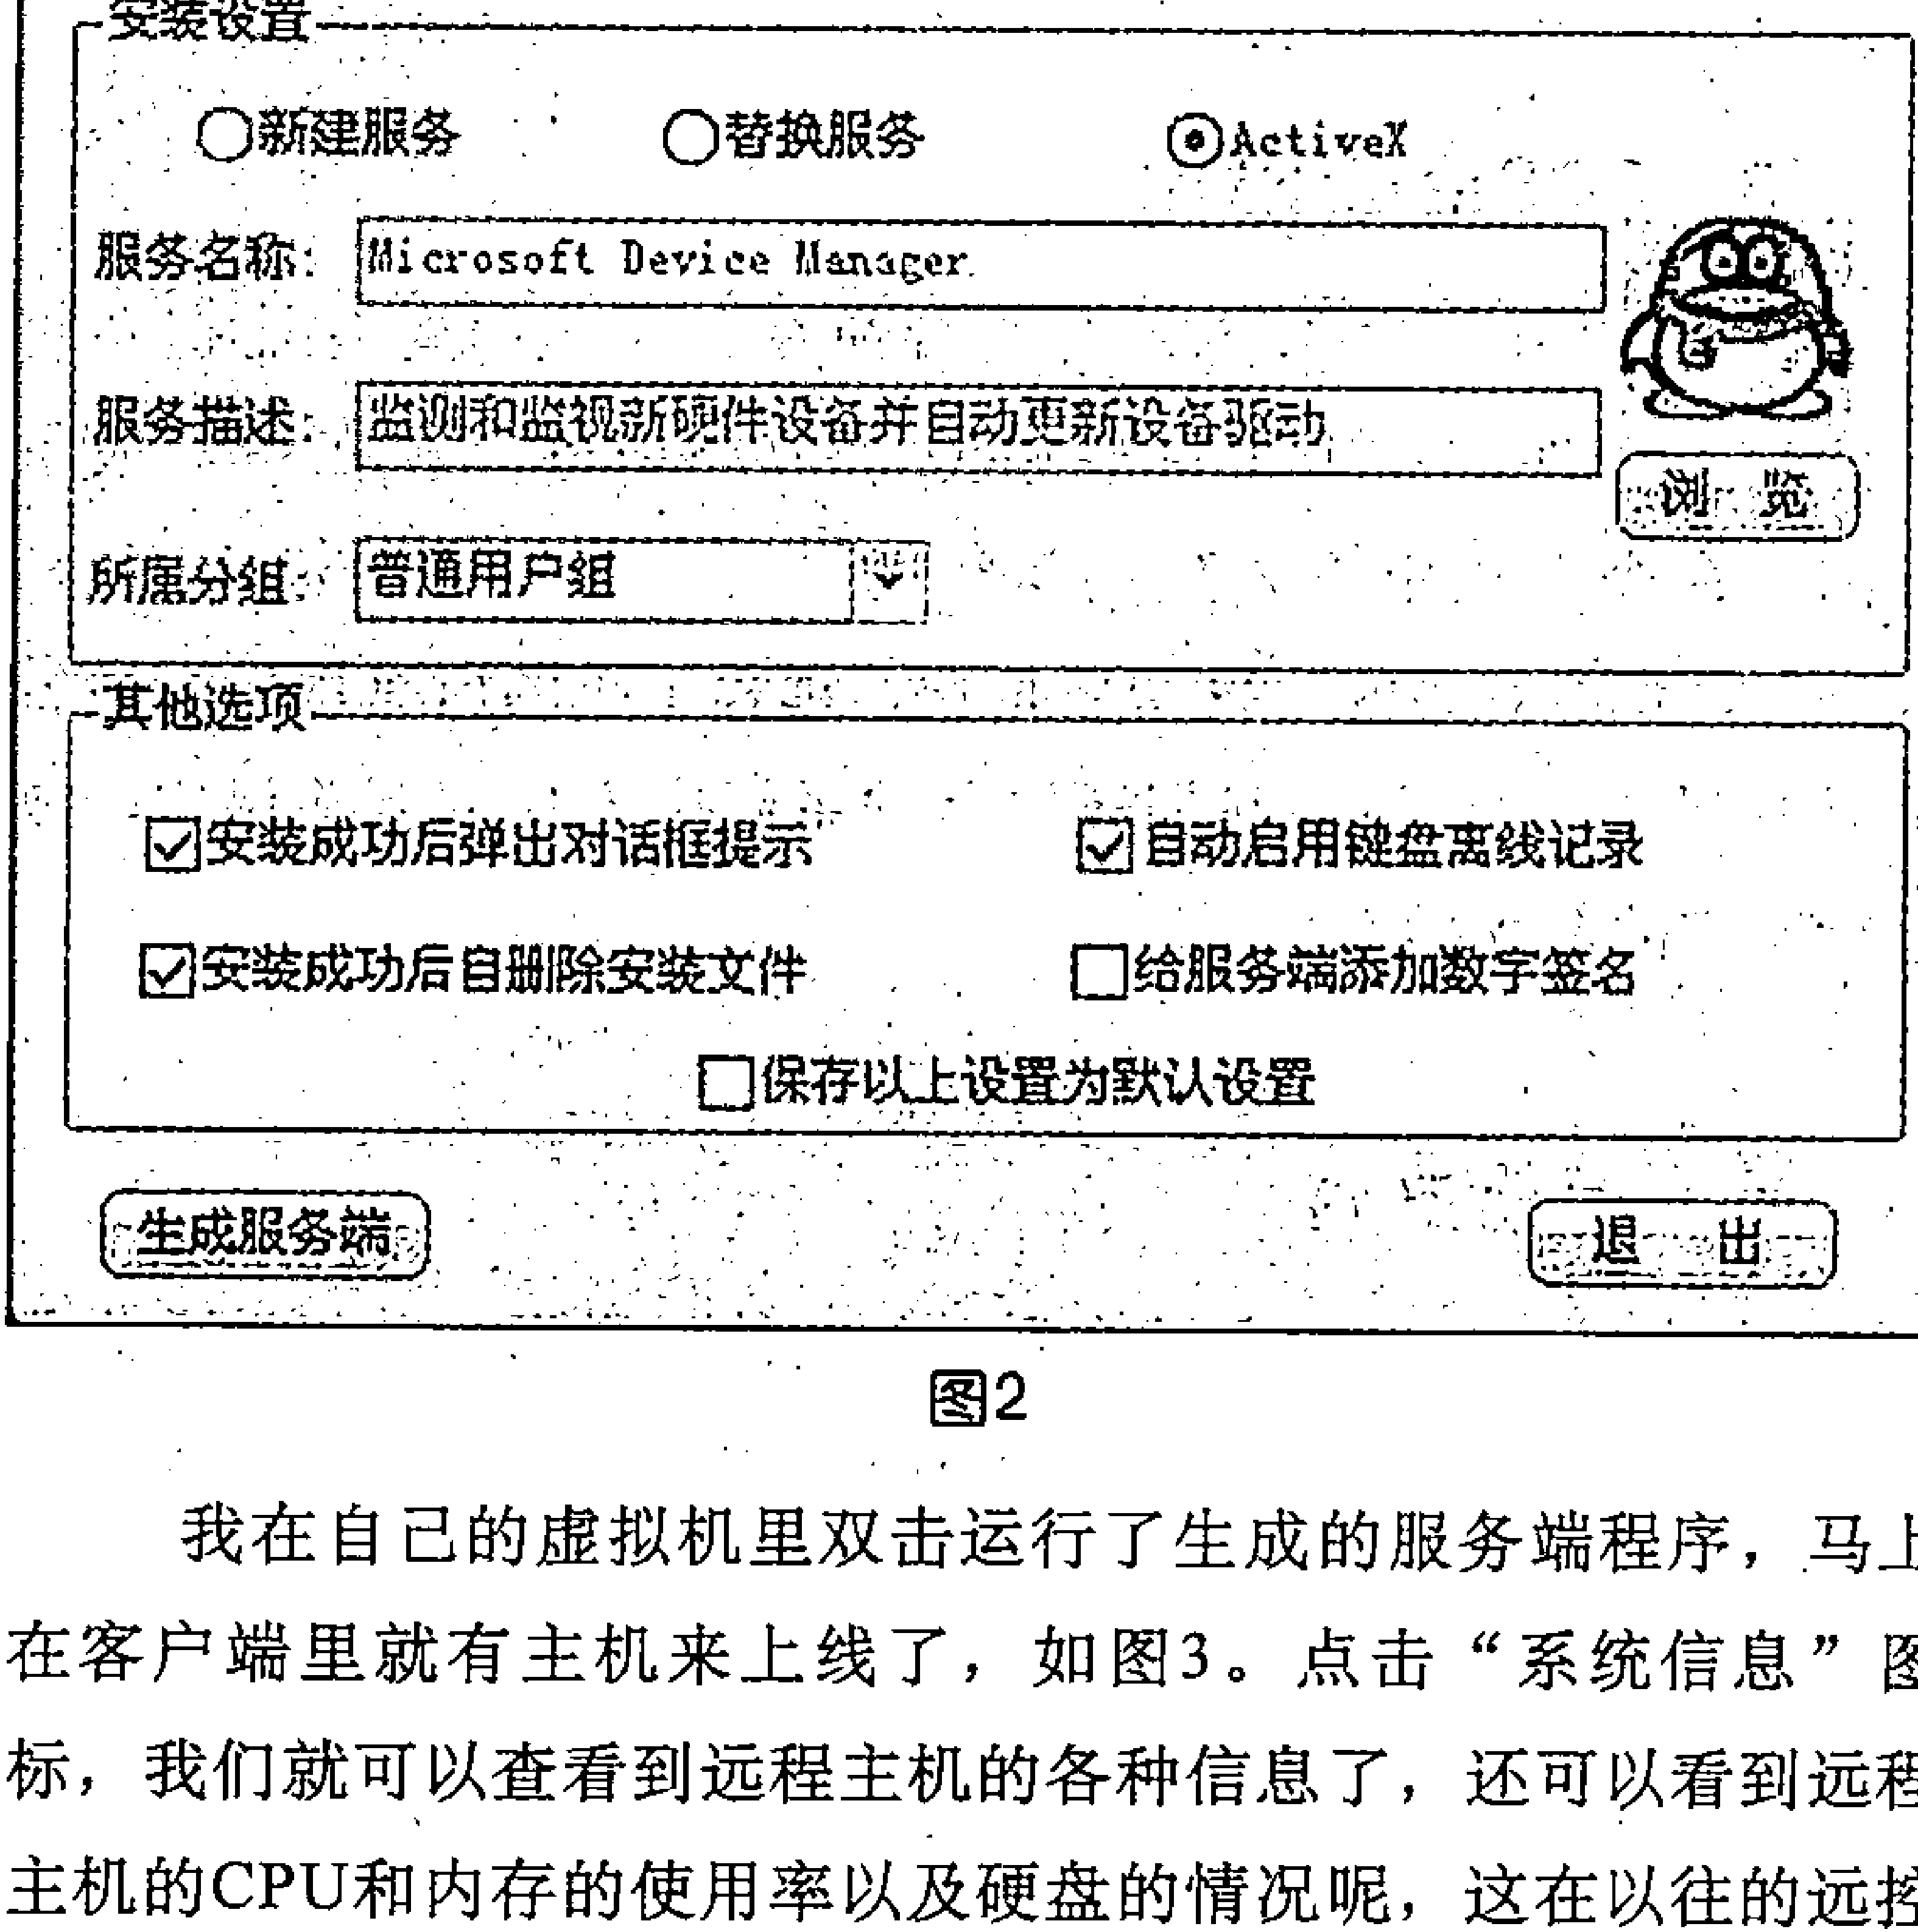 安装设置
新建服务 替换服务 ActiveX
服务名称: Microsoft Device Manager
服务描述: 监测和监视新硬件设备并自动更新设备驱动
浏 览
所属分组: 普通用户组
其他选项
安装成功后弹出对话框提示 自动启用键盘离线记录
安装成功后自删除安装文件 给服务端添加数字签名
保存以上设置为默认设置
生成服务端 退 出
图2
我在自己的虚拟机里双击运行了生成的服务端程序，马上
在客户端里就有主机来上线了，如图3。点击“系统信息”图
标，我们就可以查看到远程主机的各种信息了，还可以看到远程
主机的CPU和内存的使用率以及硬盘的情况呢，这在以往的远控